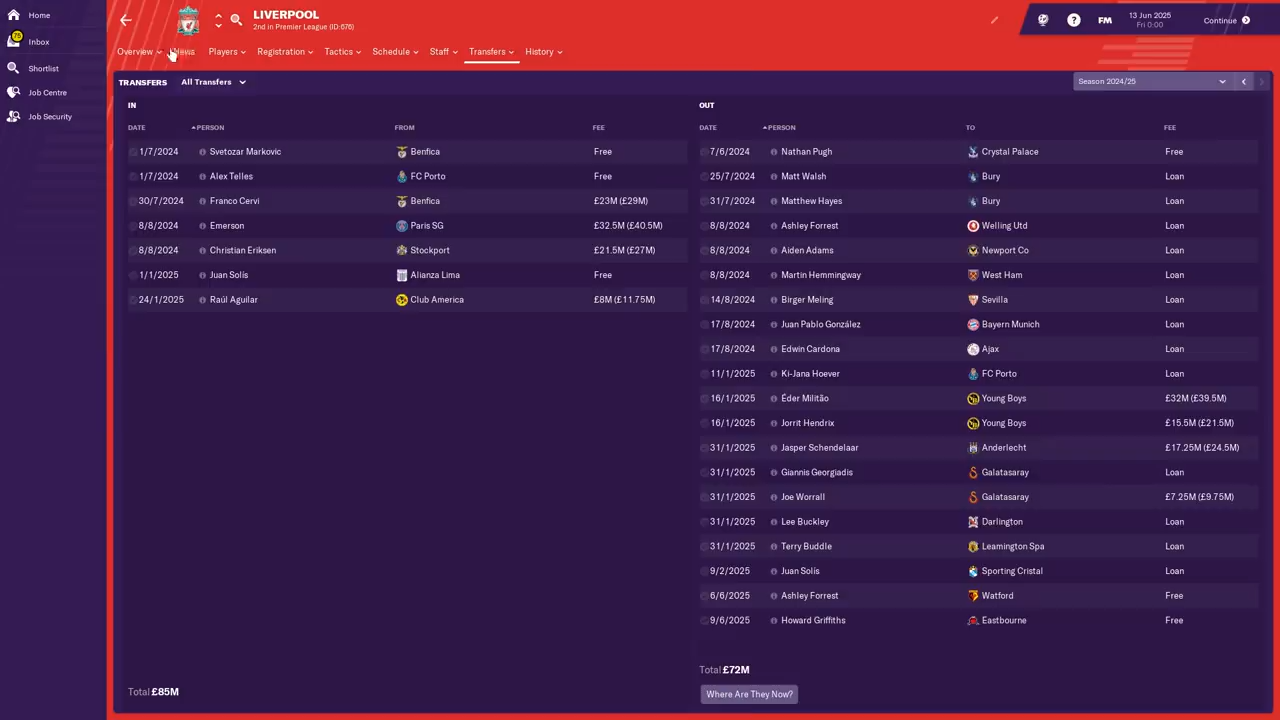 Home
75
Inbox
Shortlist
Job Centre
Job Security
LIVERPOOL
2nd in Premier League (ID:676)
FM
13 Jun 2025
Fri 0:00
Continue
Overview
News
Players
Registration
Tactics
Schedule
Staff
Transfers
History
TRANSFERS
All Transfers
Season 2024/25
IN
DATE PERSON FROM FEE
1/7/2024 Svetozar Markovic Benfica Free
1/7/2024 Alex Telles FC Porto Free
30/7/2024 Franco Cervi Benfica £23M (£29M)
8/8/2024 Emerson Paris SG £32.5M (£40.5M)
8/8/2024 Christian Eriksen Stockport £21.5M (£27M)
1/1/2025 Juan Solís Alianza Lima Free
24/1/2025 Raúl Aguilar Club America £8M (£11.75M)
Total £85M
OUT
DATE PERSON TO FEE
7/6/2024 Nathan Pugh Crystal Palace Free
25/7/2024 Matt Walsh Bury Loan
31/7/2024 Matthew Hayes Bury Loan
8/8/2024 Ashley Forrest Welling Utd Loan
8/8/2024 Aiden Adams Newport Co Loan
8/8/2024 Martin Hemmingway West Ham Loan
14/8/2024 Birger Meling Sevilla Loan
17/8/2024 Juan Pablo González Bayern Munich Loan
17/8/2024 Edwin Cardona Ajax Loan
11/1/2025 Ki-Jana Hoever FC Porto Loan
16/1/2025 Éder Militão Young Boys £32M (£39.5M)
16/1/2025 Jorrit Hendrix Young Boys £15.5M (£21.5M)
31/1/2025 Jasper Schendelaar Anderlecht £17.25M (£24.5M)
31/1/2025 Giannis Georgiadis Galatasaray Loan
31/1/2025 Joe Worrall Galatasaray £7.25M (£9.75M)
31/1/2025 Lee Buckley Darlington Loan
31/1/2025 Terry Buddle Leamington Spa Loan
9/2/2025 Juan Solís Sporting Cristal Loan
6/6/2025 Ashley Forrest Watford Free
9/6/2025 Howard Griffiths Eastbourne Free
Total £72M
Where Are They Now?